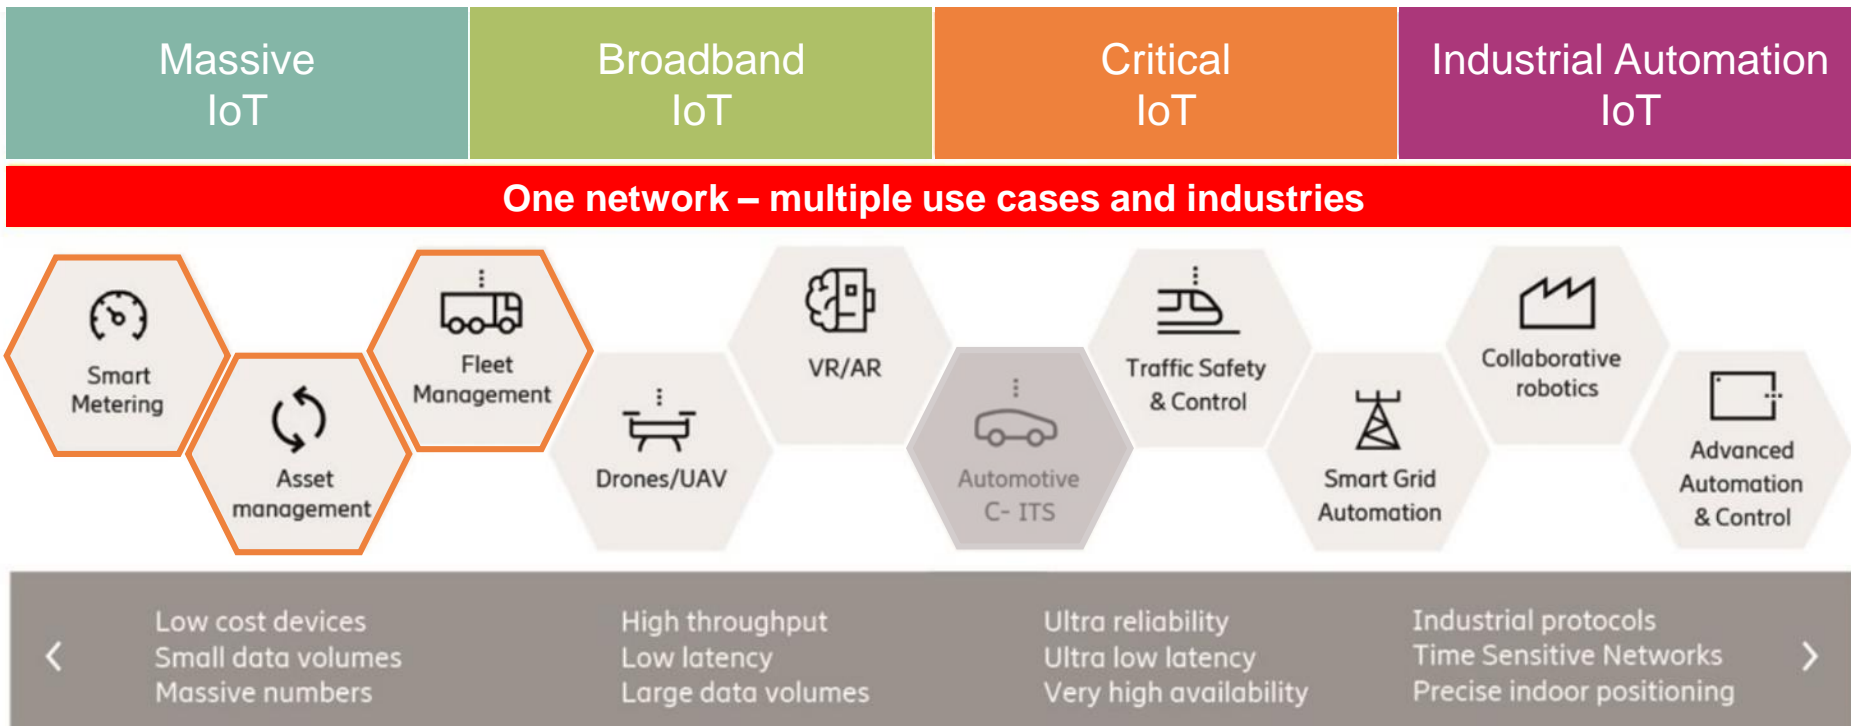 Massive
IoT
Broadband
IoT
Critical
IoT
Industrial Automation
IoT
One network – multiple use cases and industries
Smart
Metering
Asset
management
Fleet
Management
Drones/UAV
VR/AR
Automotive
C- ITS
Traffic Safety
& Control
Smart Grid
Automation
Collaborative
robotics
Advanced
Automation
& Control
Low cost devices
Small data volumes
Massive numbers
High throughput
Low latency
Large data volumes
Ultra reliability
Ultra low latency
Very high availability
Industrial protocols
Time Sensitive Networks
Precise indoor positioning